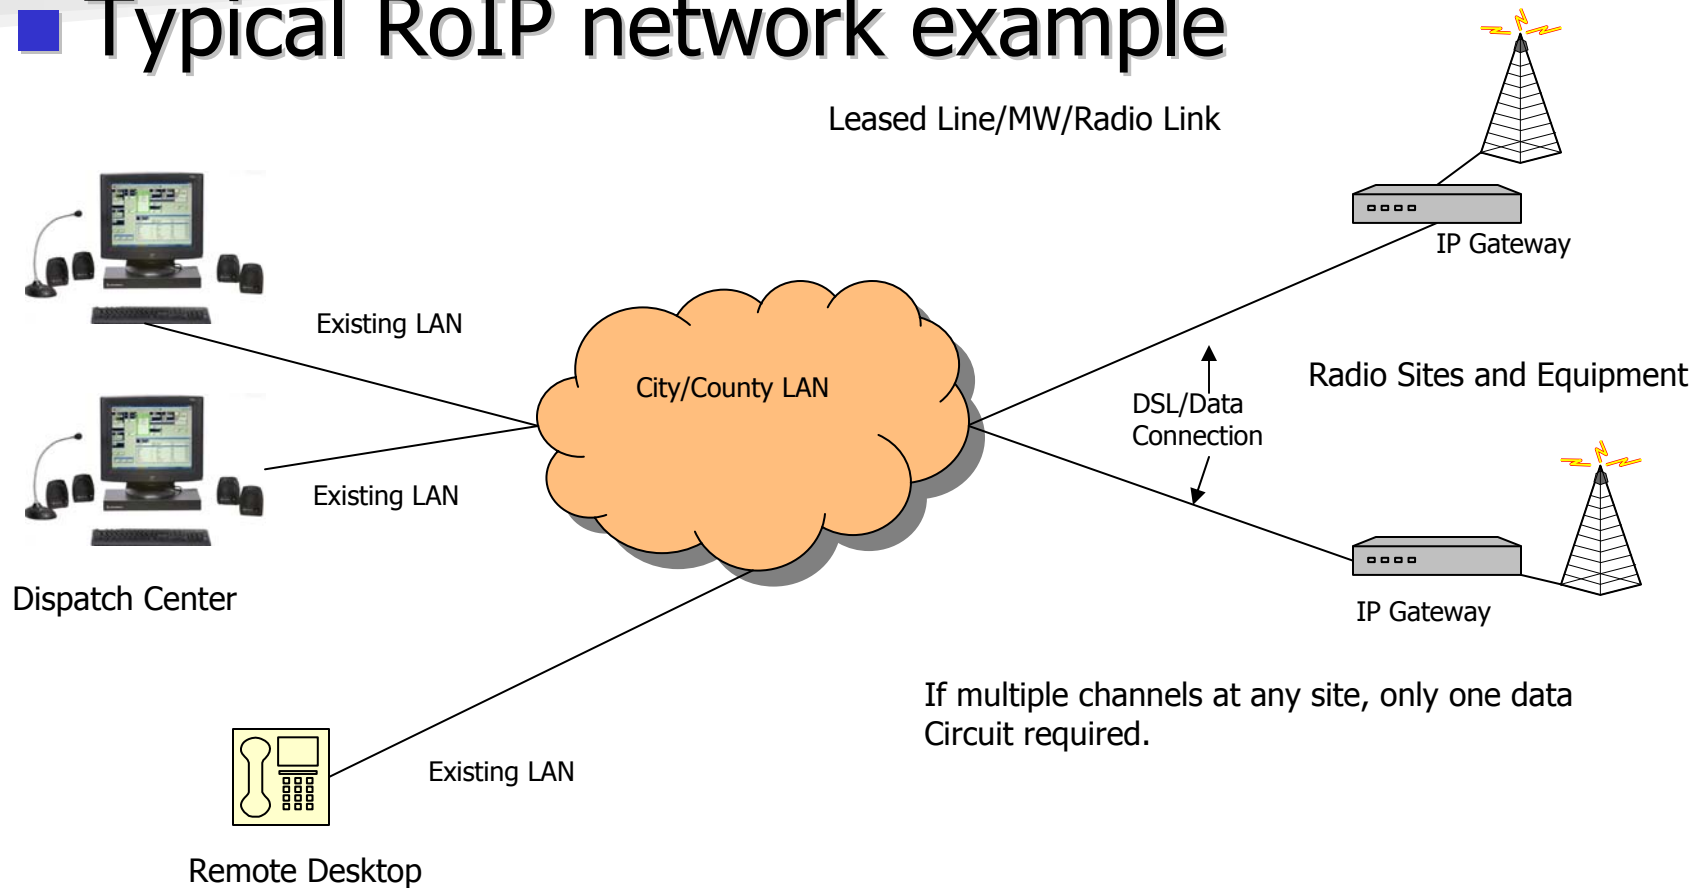 Typical RoIP network example
Leased Line/MW/Radio Link
IP Gateway
Existing LAN
City/County LAN
Radio Sites and Equipment
DSL/Data
Connection
Existing LAN
Dispatch Center
IP Gateway
If multiple channels at any site, only one data
Circuit required.
Existing LAN
Remote Desktop